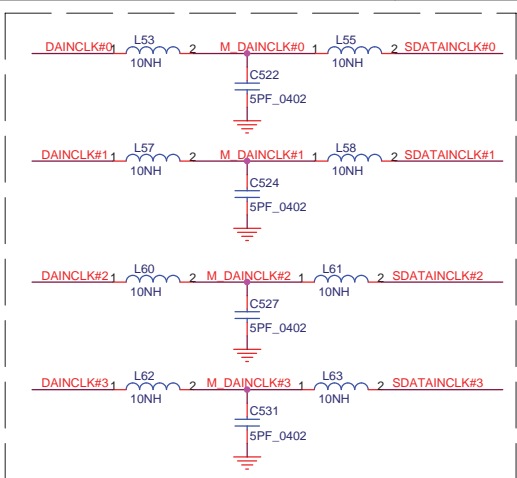 DAINCLK#0 1 L53 2 M_DAINCLK#0 1 L55 2 SDATAINCLK#0
10NH 10NH
C522
5PF_0402
DAINCLK#1 1 L57 2 M_DAINCLK#1 1 L58 2 SDATAINCLK#1
10NH 10NH
C524
5PF_0402
DAINCLK#2 1 L60 2 M_DAINCLK#2 1 L61 2 SDATAINCLK#2
10NH 10NH
C527
5PF_0402
DAINCLK#3 1 L62 2 M_DAINCLK#3 1 L63 2 SDATAINCLK#3
10NH 10NH
C531
5PF_0402